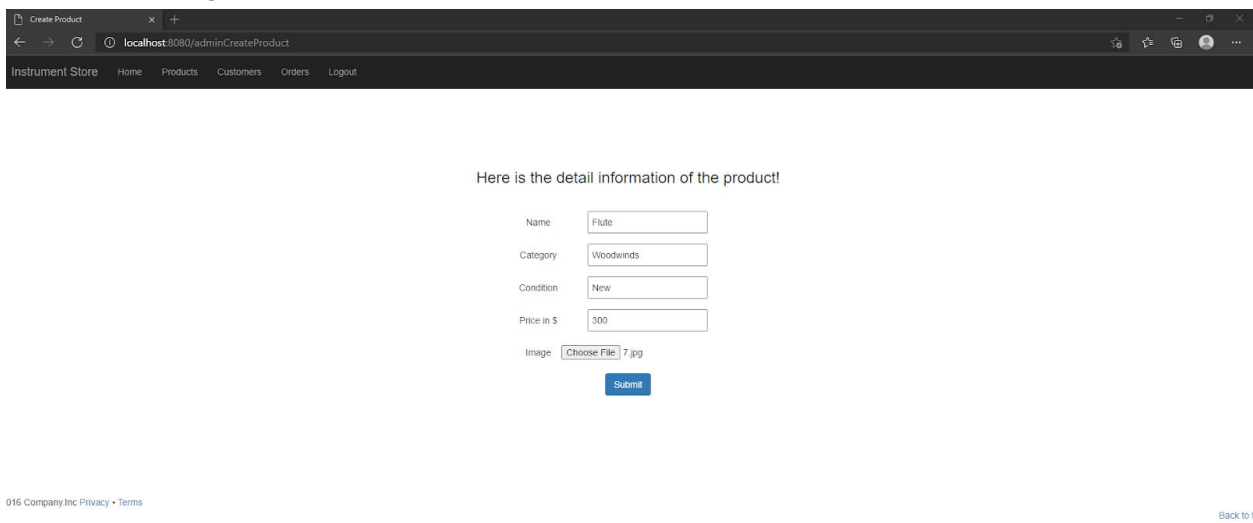 Create Product
localhost:8080/adminCreateProduct
Instrument Store Home Products Customers Orders Logout
Here is the detail information of the product!
Name Flute
Category Woodwinds
Condition New
Price in $ 300
Image Choose File 7.jpg
Submit
016 Company.Inc Privacy • Terms
Back to